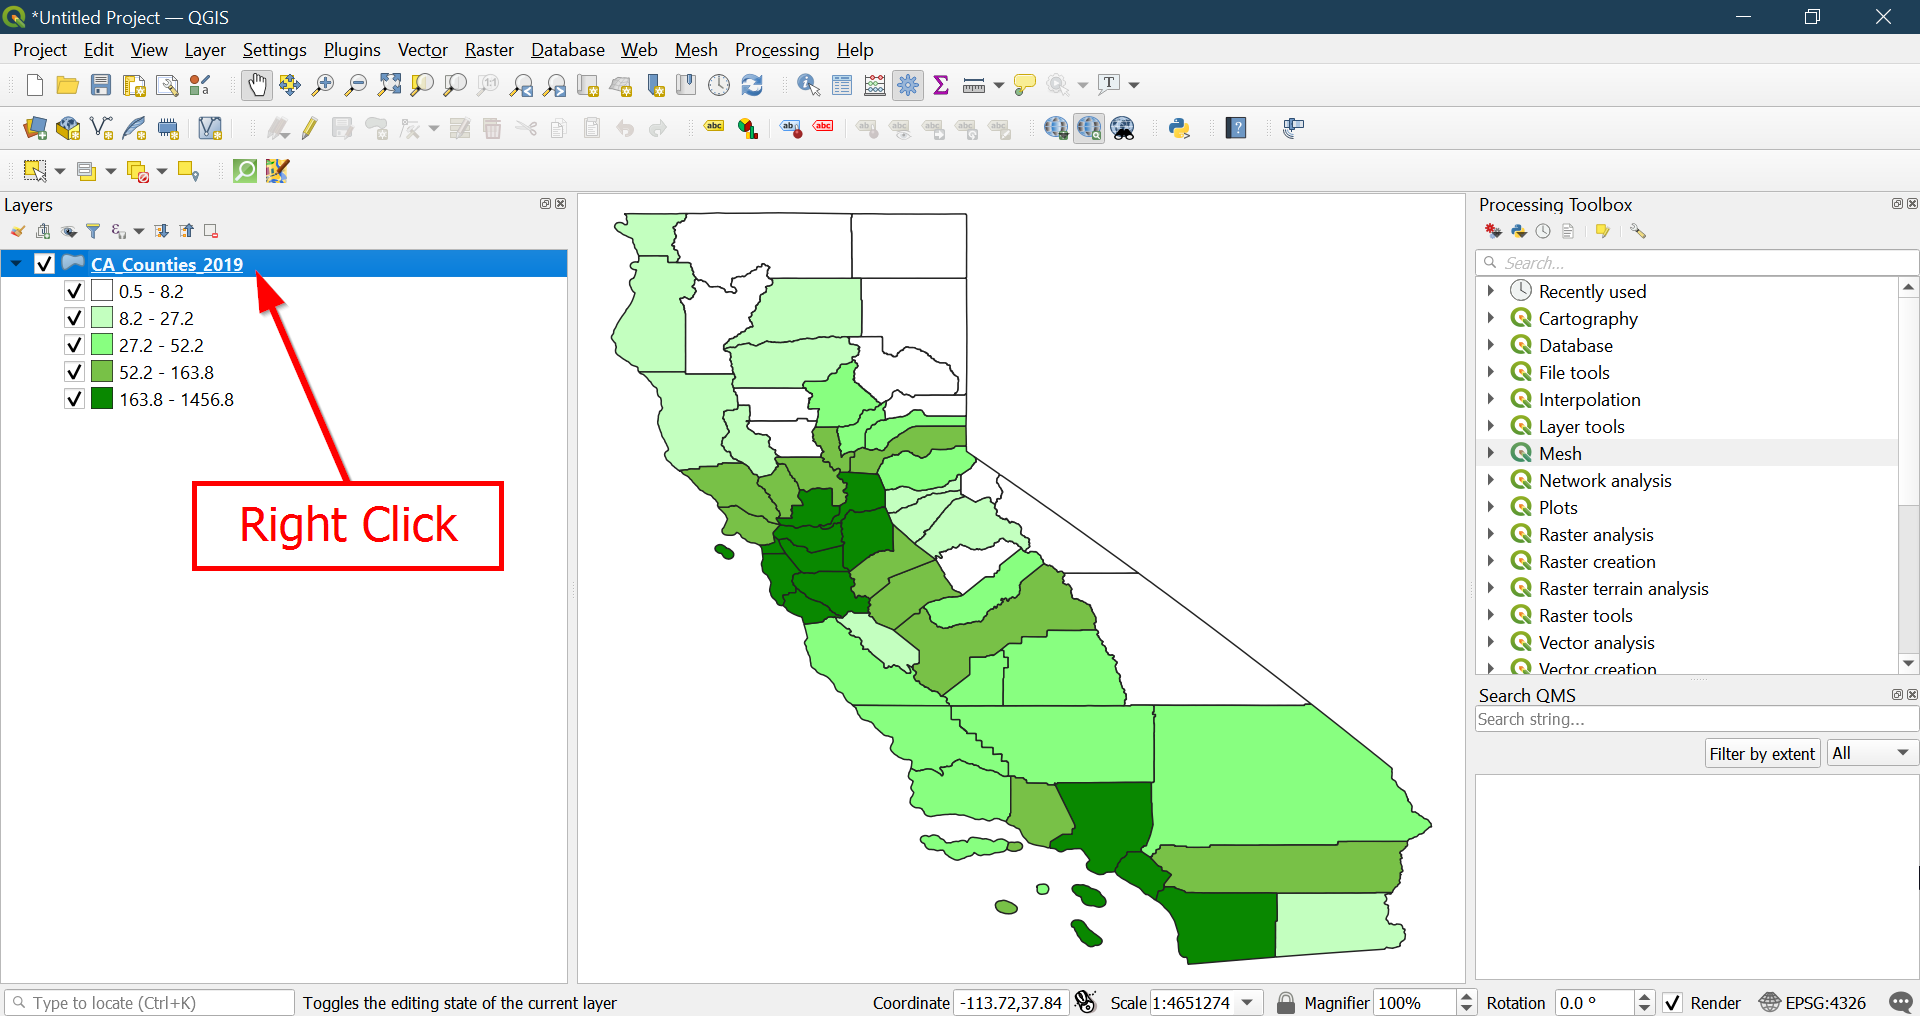 *Untitled Project — QGIS
Project Edit View Layer Settings Plugins Vector Raster Database Web Mesh Processing Help
Layers
CA_Counties_2019
0.5 - 8.2
8.2 - 27.2
27.2 - 52.2
52.2 - 163.8
163.8 - 1456.8
Right Click
Processing Toolbox
Search...
Recently used
Cartography
Database
File tools
Interpolation
Layer tools
Mesh
Network analysis
Plots
Raster analysis
Raster creation
Raster terrain analysis
Raster tools
Vector analysis
Vector creation
Search QMS
Search string...
Filter by extent All
Type to locate (Ctrl+K) Toggles the editing state of the current layer Coordinate -113.72,37.84 Scale 1:4651274 Magnifier 100% Rotation 0.0 ° Render EPSG:4326